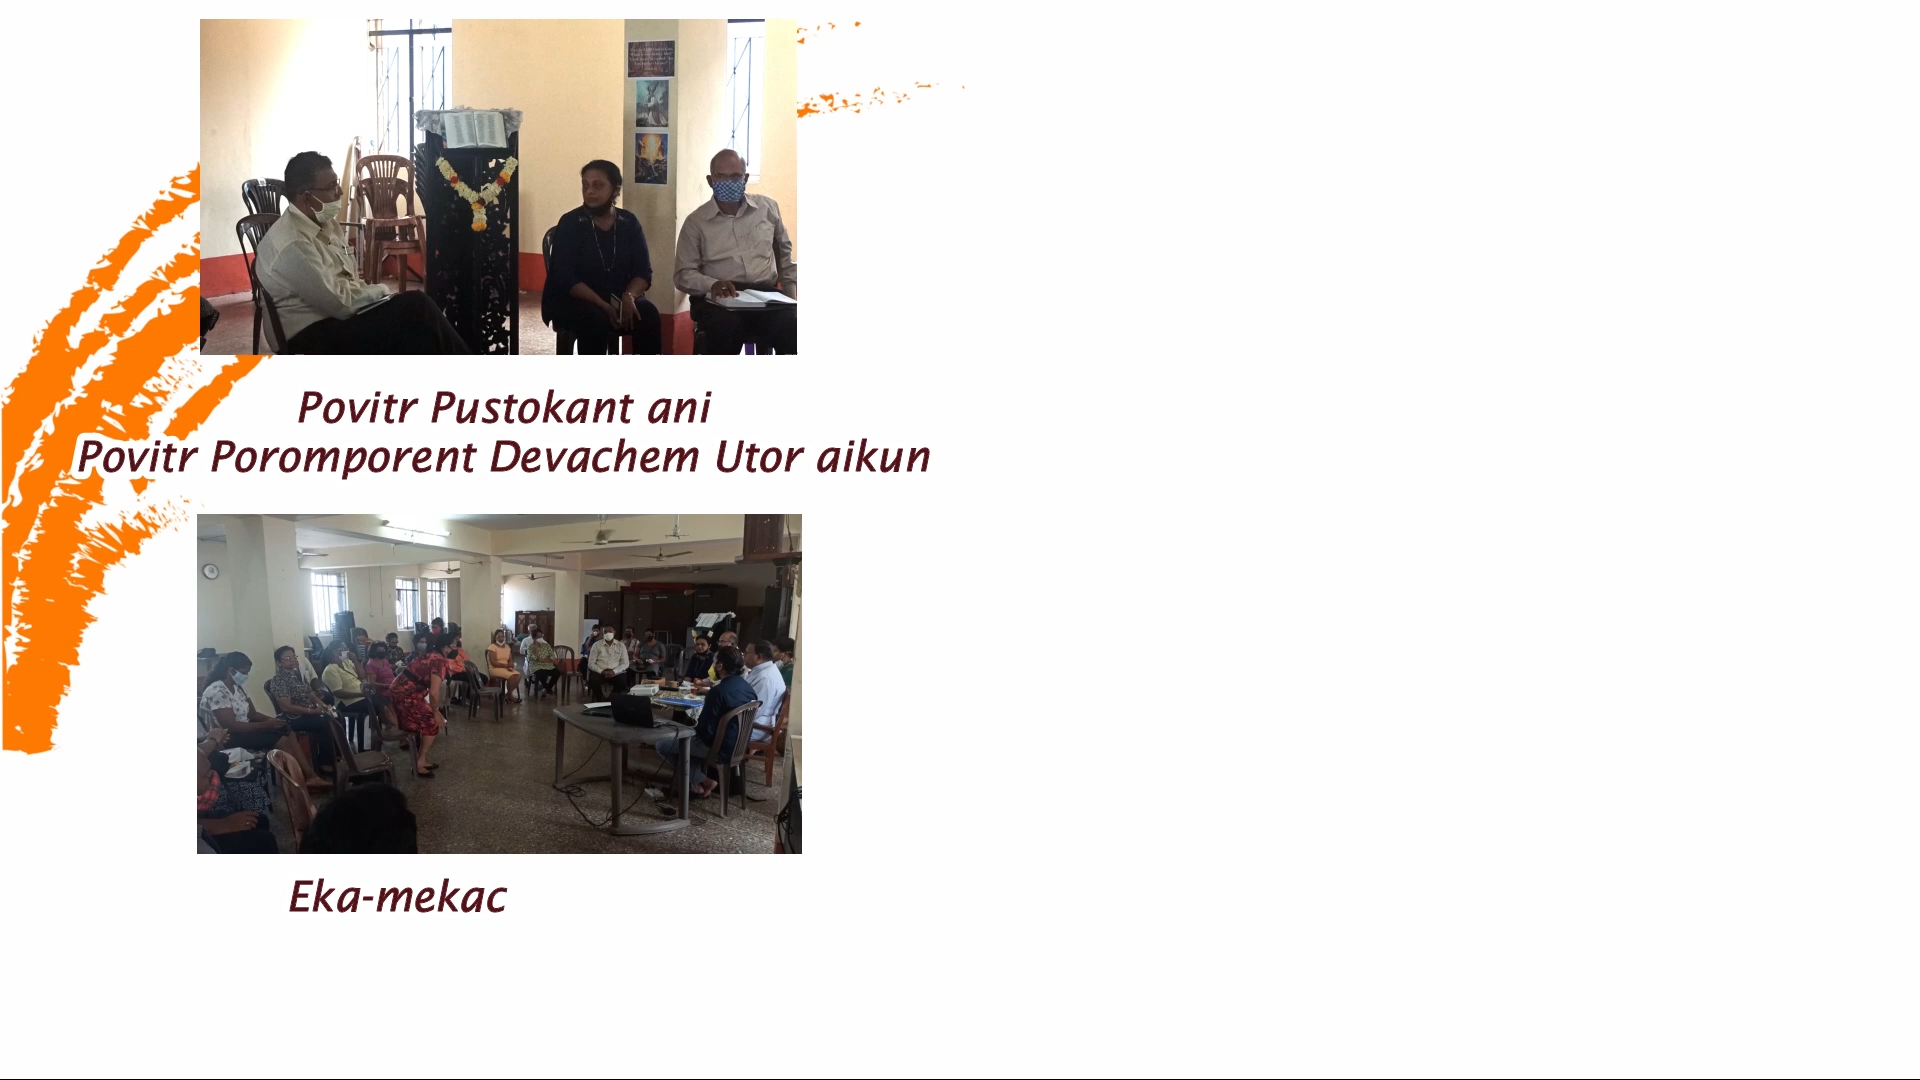 Povitr Pustokant ani
Povitr Poromporent Devachem Utor aikun
Eka-mekac